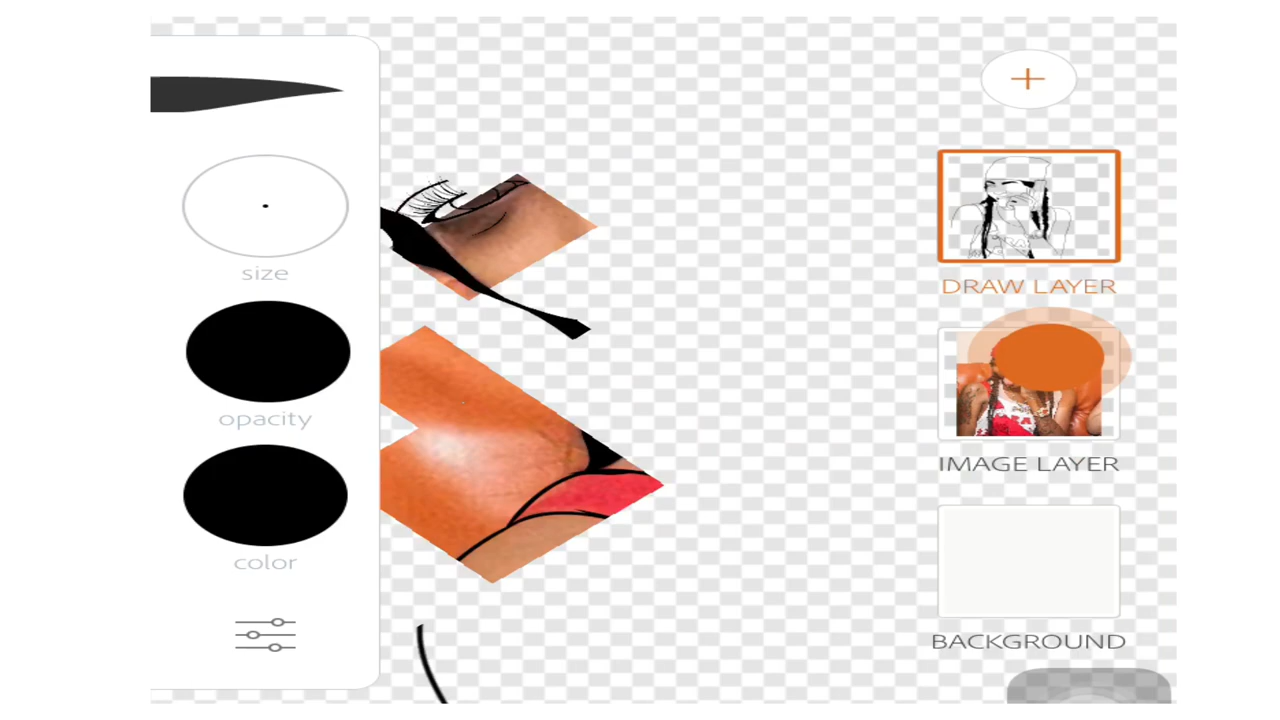 size
opacity
color
DRAW LAYER
IMAGE LAYER
BACKGROUND